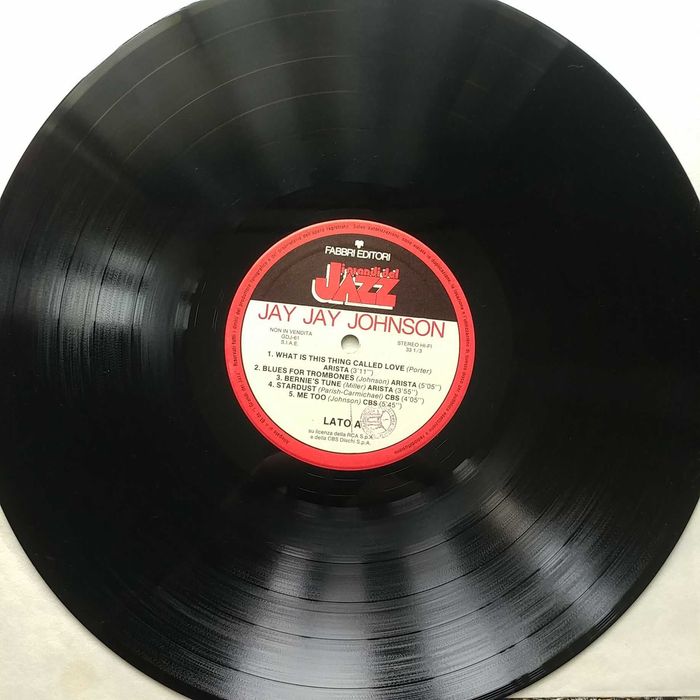 FABBRI EDITORI
i grandi del
JAZZ
JAY JAY JOHNSON
NON IN VENDITA
GDJ-61
S.I.A.E.
STEREO HI-FI
33 1/3
1. WHAT IS THIS THING CALLED LOVE (Porter)
ARISTA (3'11'')
2. BLUES FOR TROMBONES (Johnson) ARISTA (5'05'')
3. BERNIE'S TUNE (Miller) ARISTA (3'55'')
4. STARDUST (Parish-Carmichael) CBS (4'05'')
5. ME TOO (Johnson) CBS (5'45'')
LATO A
su licenza della RCA S.p.A.
e della CBS Dischi S.p.A.